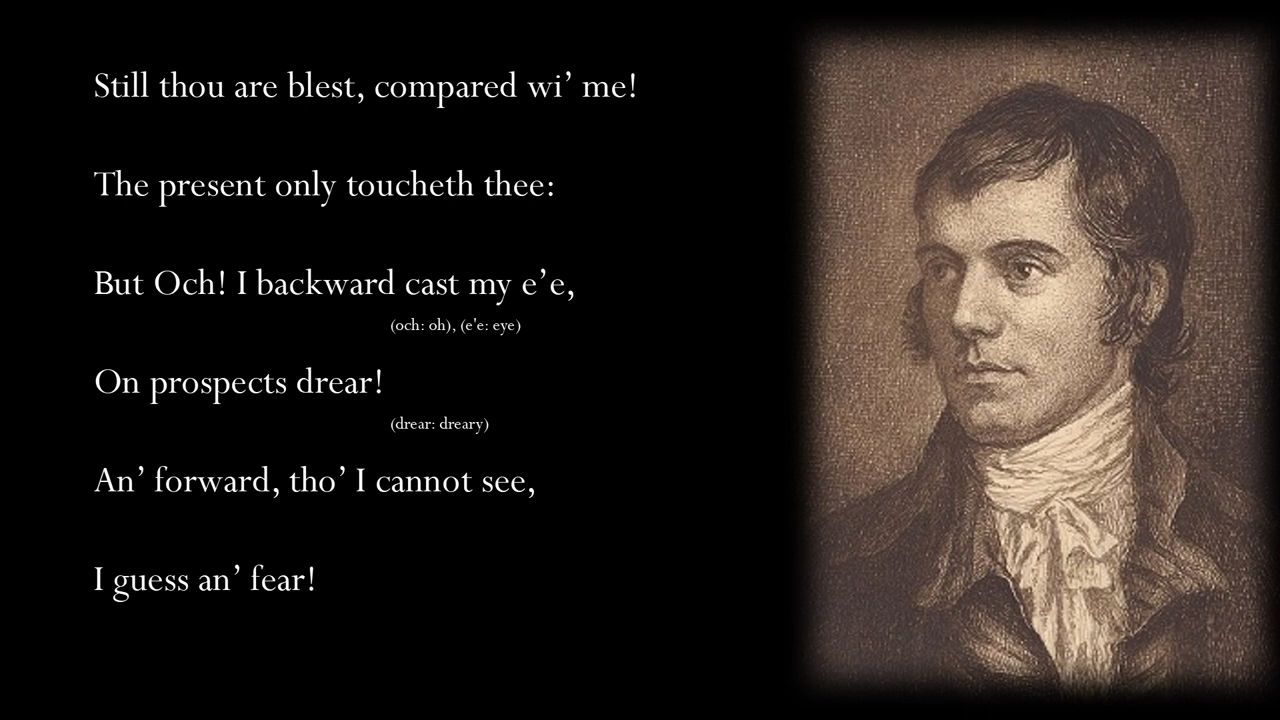 Still thou are blest, compared wi’ me!
The present only toucheth thee:
But Och! I backward cast my e’e,
(och: oh), (e'e: eye)
On prospects drear!
(drear: dreary)
An’ forward, tho’ I cannot see,
I guess an’ fear!